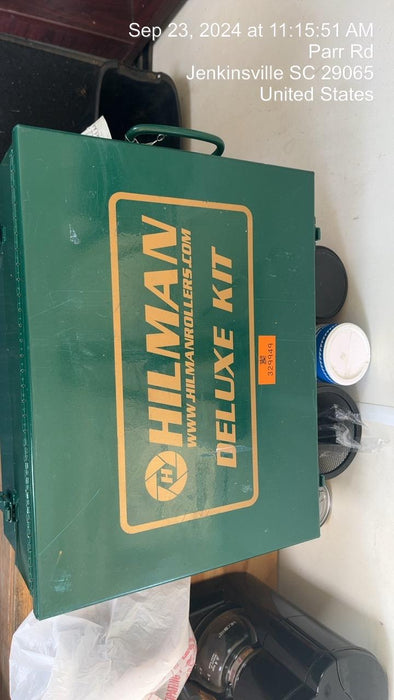 Sep 23, 2024 at 11:15:51 AM
Parr Rd
Jenkinsville SC 29065
United States
HILMAN
WWW.HILMANROLLERS.COM
DELUXE KIT
H
329949